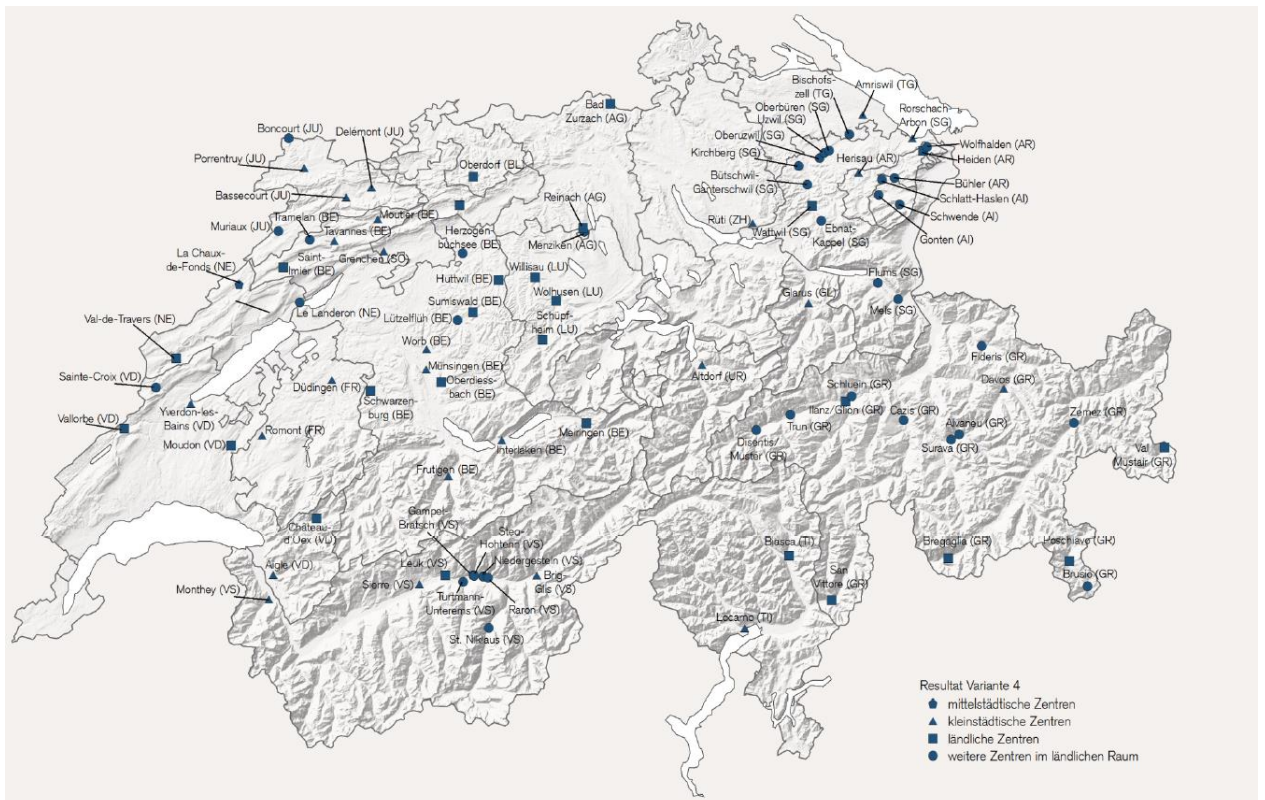 Bischofs-
zell (TG)
Amriswil (TG)
Oberbüren (SG)
Rorschach-
Arbon (SG)
Uzwil (SG)
Bad
Zurzach (AG)
Boncourt (JU)
Delémont (JU)
Oberuzwil (SG)
Wolfhalden (AR)
Kirchberg (SG)
Herisau (AR)
Heiden (AR)
Porrentruy (JU)
Oberdorf (BL)
Bütschwil-
Ganterschwil (SG)
Bühler (AR)
Bassecourt (JU)
Reinach (AG)
Schlatt-Haslen (AI)
Tramelan (BE)
Moutier (BE)
Rüti (ZH)
Schwende (AI)
Muriaux (JU)
Tavannes (BE)
Herzogen-
buchsee (BE)
Menziken (AG)
Wattwil (SG)
Ebnat-
Kappel (SG)
Gonten (AI)
La Chaux-
de-Fonds (NE)
Saint-
Imier (BE)
Grenchen (SO)
Huttwil (BE)
Willisau (LU)
Flums (SG)
Wolhusen (LU)
Glarus (GL)
Mels (SG)
Le Landeron (NE)
Sumiswald (BE)
Lützelflüh (BE)
Schüpf-
heim (LU)
Val-de-Travers (NE)
Worb (BE)
Fideris (GR)
Münsingen (BE)
Altdorf (UR)
Sainte-Croix (VD)
Düdingen (FR)
Oberdiess-
bach (BE)
Schluein (GR)
Davos (GR)
Schwarzen-
burg (BE)
Ilanz/Glion (GR)
Cazis (GR)
Zernez (GR)
Vallorbe (VD)
Yverdon-les-
Bains (VD)
Trun (GR)
Alvaneu (GR)
Moudon (VD)
Romont (FR)
Meiringen (BE)
Disentis/
Mustér (GR)
Surava (GR)
Val
Müstair (GR)
Interlaken (BE)
Frutigen (BE)
Gampel-
Bratsch (VS)
Château-
d'Oex (VD)
Steg-
Hohtenn (VS)
Biasca (TI)
Bregaglia (GR)
Poschiavo (GR)
Aigle (VD)
Leuk (VS)
Niedergesteln (VS)
Brusio (GR)
Monthey (VS)
Sierre (VS)
Brig-
Glis (VS)
San
Vittore (GR)
Turtmann-
Unterems (VS)
Raron (VS)
Locarno (TI)
St. Niklaus (VS)
Resultat Variante 4
mittelstädtische Zentren
kleinstädtische Zentren
ländliche Zentren
weitere Zentren im ländlichen Raum